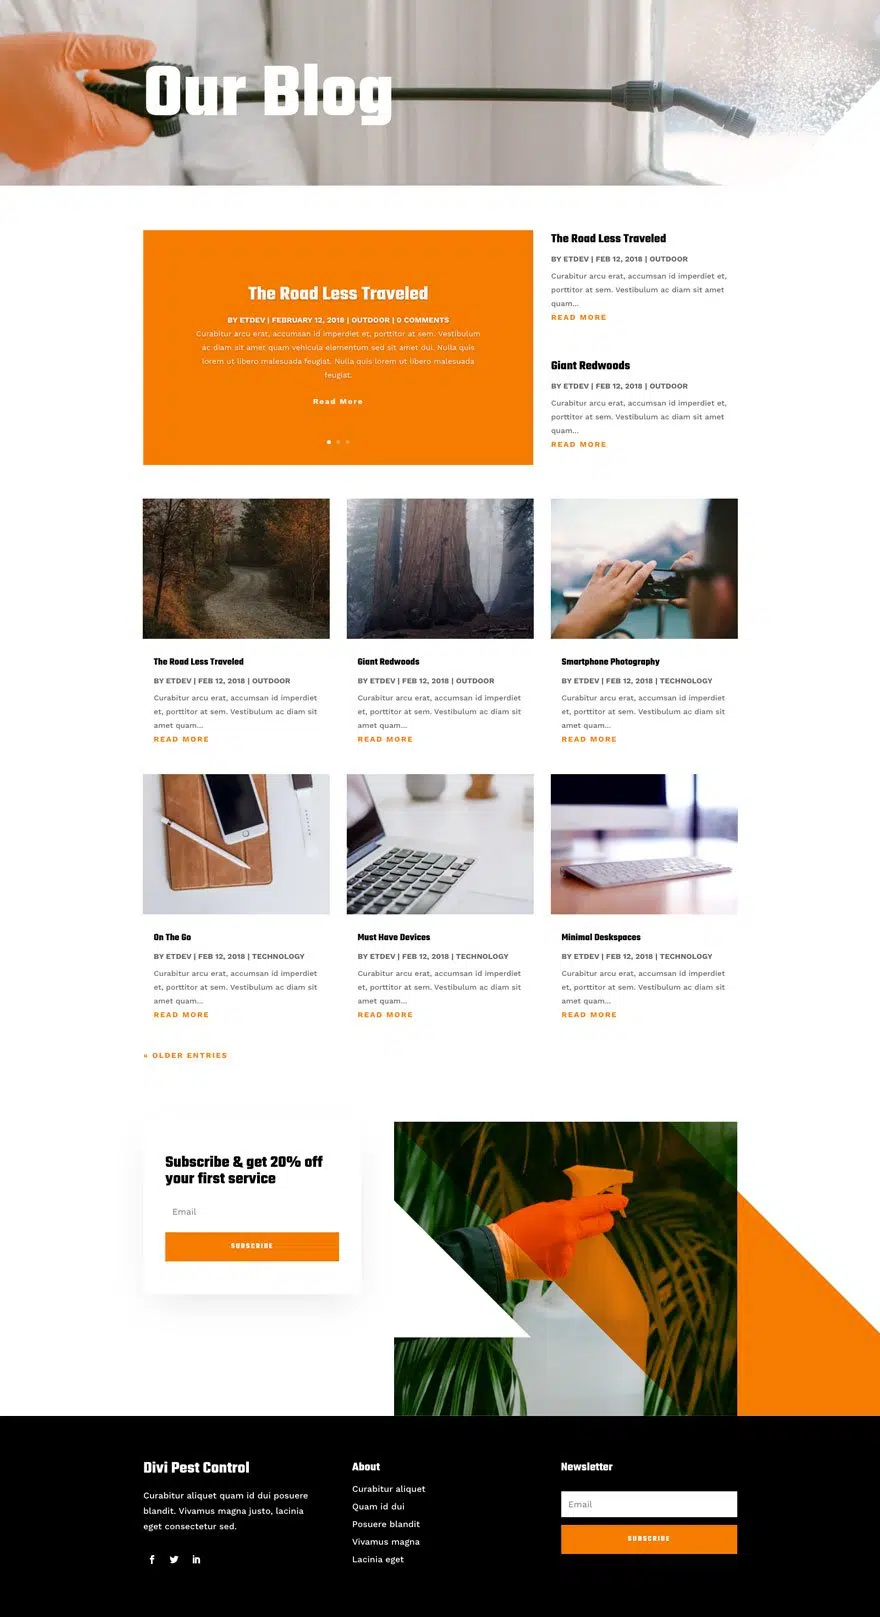 Our Blog
The Road Less Traveled
BY ETDEV | FEBRUARY 12, 2018 | OUTDOOR | 0 COMMENTS
Curabitur arcu erat, accumsan id imperdiet et, porttitor at sem. Vestibulum
ac diam sit amet quam vehicula elementum sed sit amet dui. Nulla quis
lorem ut libero malesuada feugiat. Nulla quis lorem ut libero malesuada
feugiat.
Read More
The Road Less Traveled
BY ETDEV | FEB 12, 2018 | OUTDOOR
Curabitur arcu erat, accumsan id imperdiet et,
porttitor at sem. Vestibulum ac diam sit amet
quam...
READ MORE
Giant Redwoods
BY ETDEV | FEB 12, 2018 | OUTDOOR
Curabitur arcu erat, accumsan id imperdiet et,
porttitor at sem. Vestibulum ac diam sit amet
quam...
READ MORE
The Road Less Traveled
BY ETDEV | FEB 12, 2018 | OUTDOOR
Curabitur arcu erat, accumsan id imperdiet
et, porttitor at sem. Vestibulum ac diam sit
amet quam...
READ MORE
Giant Redwoods
BY ETDEV | FEB 12, 2018 | OUTDOOR
Curabitur arcu erat, accumsan id imperdiet
et, porttitor at sem. Vestibulum ac diam sit
amet quam...
READ MORE
Smartphone Photography
BY ETDEV | FEB 12, 2018 | TECHNOLOGY
Curabitur arcu erat, accumsan id imperdiet
et, porttitor at sem. Vestibulum ac diam sit
amet quam...
READ MORE
On The Go
BY ETDEV | FEB 12, 2018 | TECHNOLOGY
Curabitur arcu erat, accumsan id imperdiet
et, porttitor at sem. Vestibulum ac diam sit
amet quam...
READ MORE
Must Have Devices
BY ETDEV | FEB 12, 2018 | TECHNOLOGY
Curabitur arcu erat, accumsan id imperdiet
et, porttitor at sem. Vestibulum ac diam sit
amet quam...
READ MORE
Minimal Deskspaces
BY ETDEV | FEB 12, 2018 | TECHNOLOGY
Curabitur arcu erat, accumsan id imperdiet
et, porttitor at sem. Vestibulum ac diam sit
amet quam...
READ MORE
« OLDER ENTRIES
Subscribe & get 20% off
your first service
Email
SUBSCRIBE
Divi Pest Control
Curabitur aliquet quam id dui posuere
blandit. Vivamus magna justo, lacinia
eget consectetur sed.
About
Curabitur aliquet
Quam id dui
Posuere blandit
Vivamus magna
Lacinia eget
Newsletter
Email
SUBSCRIBE